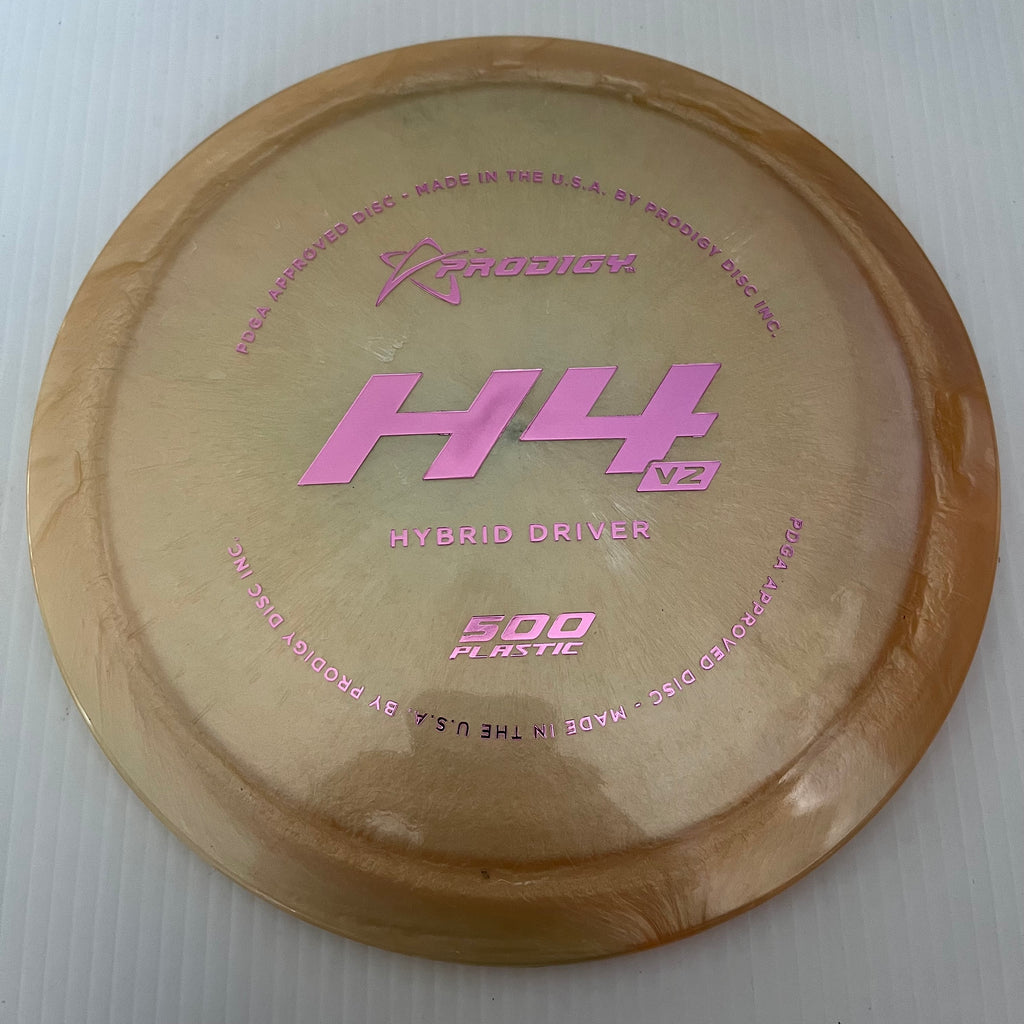 PDGA APPROVED DISC - MADE IN THE U.S.A. BY PRODIGY DISC INC.
PRODIGY
H4
V2
HYBRID DRIVER
500
PLASTIC
PDGA APPROVED DISC - MADE IN THE U.S.A. BY PRODIGY DISC INC.